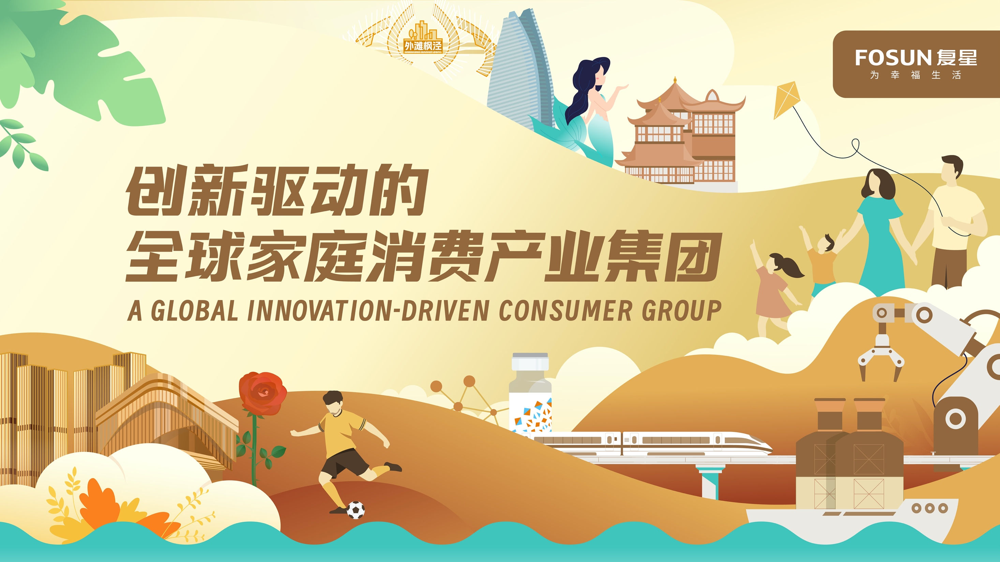 外滩枫泾
FOSUN 复星
为幸福生活
创新驱动的
全球家庭消费产业集团
A GLOBAL INNOVATION-DRIVEN CONSUMER GROUP